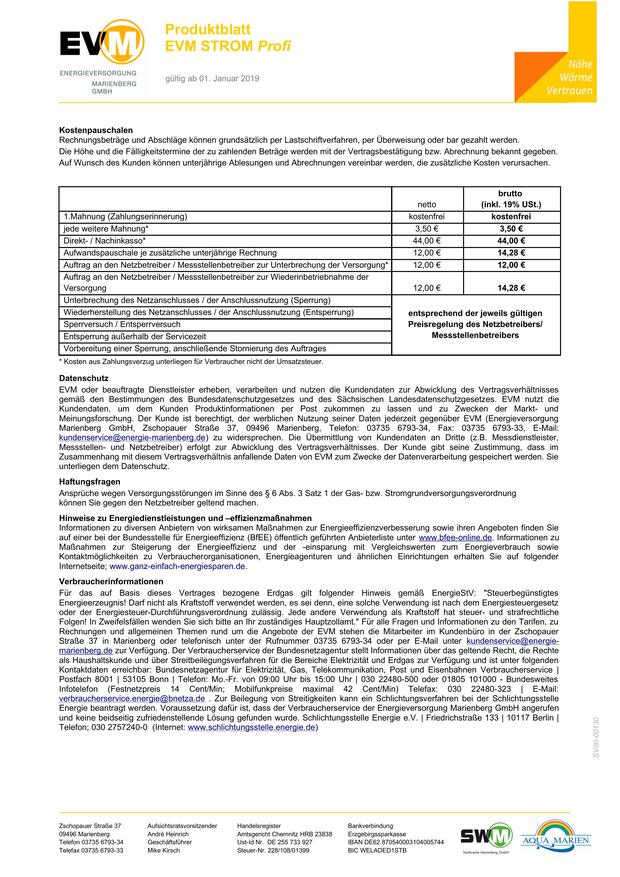 EVM
ENERGIEVERSORGUNG
MARIENBERG
GMBH
Produktblatt
EVM STROM Profi
gültig ab 01. Januar 2019
Nähe
Wärme
Vertrauen
Kostenpauschalen
Rechnungsbeträge und Abschläge können grundsätzlich per Lastschriftverfahren, per Überweisung oder bar gezahlt werden.
Die Höhe und die Fälligkeitstermine der zu zahlenden Beträge werden mit der Vertragsbestätigung bzw. Abrechnung bekannt gegeben.
Auf Wunsch des Kunden können unterjährige Ablesungen und Abrechnungen vereinbar werden, die zusätzliche Kosten verursachen.
netto brutto (inkl. 19% USt.)
1.Mahnung (Zahlungserinnerung) kostenfrei kostenfrei
jede weitere Mahnung* 3,50 € 3,50 €
Direkt- / Nachinkasso* 44,00 € 44,00 €
Aufwandspauschale je zusätzliche unterjährige Rechnung 12,00 € 14,28 €
Auftrag an den Netzbetreiber / Messstellenbetreiber zur Unterbrechung der Versorgung* 12,00 € 12,00 €
Auftrag an den Netzbetreiber / Messstellenbetreiber zur Wiederinbetriebnahme der
Versorgung 12,00 € 14,28 €
Unterbrechung des Netzanschlusses / der Anschlussnutzung (Sperrung)
Wiederherstellung des Netzanschlusses / der Anschlussnutzung (Entsperrung)
Sperrversuch / Entsperrversuch
Entsperrung außerhalb der Servicezeit
Vorbereitung einer Sperrung, anschließende Stornierung des Auftrages
entsprechend der jeweils gültigen
Preisregelung des Netzbetreibers/
Messstellenbetreibers
* Kosten aus Zahlungsverzug unterliegen für Verbraucher nicht der Umsatzsteuer.
Datenschutz
EVM oder beauftragte Dienstleister erheben, verarbeiten und nutzen die Kundendaten zur Abwicklung des Vertragsverhältnisses
gemäß den Bestimmungen des Bundesdatenschutzgesetzes und des Sächsischen Landesdatenschutzgesetzes. EVM nutzt die
Kundendaten, um dem Kunden Produktinformationen per Post zukommen zu lassen und zu Zwecken der Markt- und
Meinungsforschung. Der Kunde ist berechtigt, der werblichen Nutzung seiner Daten jederzeit gegenüber EVM (Energieversorgung
Marienberg GmbH, Zschopauer Straße 37, 09496 Marienberg, Telefon: 03735 6793-34, Fax: 03735 6793-33, E-Mail:
kundenservice@energie-marienberg.de) zu widersprechen. Die Übermittlung von Kundendaten an Dritte (z.B. Messdienstleister,
Messstellen- und Netzbetreiber) erfolgt zur Abwicklung des Vertragsverhältnisses. Der Kunde gibt seine Zustimmung, dass im
Zusammenhang mit diesem Vertragsverhältnis anfallende Daten von EVM zum Zwecke der Datenverarbeitung gespeichert werden. Sie
unterliegen dem Datenschutz.
Haftungsfragen
Ansprüche wegen Versorgungsstörungen im Sinne des § 6 Abs. 3 Satz 1 der Gas- bzw. Stromgrundversorgungsverordnung
können Sie gegen den Netzbetreiber geltend machen.
Hinweise zu Energiedienstleistungen und –effizienzmaßnahmen
Informationen zu diversen Anbietern von wirksamen Maßnahmen zur Energieeffizienzverbesserung sowie ihren Angeboten finden Sie
auf einer bei der Bundesstelle für Energieeffizienz (BfEE) öffentlich geführten Anbieterliste unter www.bfee-online.de. Informationen zu
Maßnahmen zur Steigerung der Energieeffizienz und der -einsparung mit Vergleichswerten zum Energieverbrauch sowie
Kontaktmöglichkeiten zu Verbraucherorganisationen, Energieagenturen und ähnlichen Einrichtungen erhalten Sie auf folgender
Internetseite; www.ganz-einfach-energiesparen.de.
Verbraucherinformationen
Für das auf Basis dieses Vertrages bezogene Erdgas gilt folgender Hinweis gemäß EnergieStV: "Steuerbegünstigtes
Energieerzeugnis! Darf nicht als Kraftstoff verwendet werden, es sei denn, eine solche Verwendung ist nach dem Energiesteuergesetz
oder der Energiesteuer-Durchführungsverordnung zulässig. Jede andere Verwendung als Kraftstoff hat steuer- und strafrechtliche
Folgen! In Zweifelsfällen wenden Sie sich bitte an Ihr zuständiges Hauptzollamt." Für alle Fragen und Informationen zu den Tarifen, zu
Rechnungen und allgemeinen Themen rund um die Angebote der EVM stehen die Mitarbeiter im Kundenbüro in der Zschopauer
Straße 37 in Marienberg oder telefonisch unter der Rufnummer 03735 6793-34 oder per E-Mail unter kundenservice@energie-
marienberg.de zur Verfügung. Der Verbraucherservice der Bundesnetzagentur stellt Informationen über das geltende Recht, die Rechte
als Haushaltskunde und über Streitbeilegungsverfahren für die Bereiche Elektrizität und Erdgas zur Verfügung und ist unter folgenden
Kontaktdaten erreichbar: Bundesnetzagentur für Elektrizität, Gas, Telekommunikation, Post und Eisenbahnen Verbraucherservice |
Postfach 8001 | 53105 Bonn | Telefon: Mo.-Fr. von 09:00 Uhr bis 15:00 Uhr | 030 22480-500 oder 01805 101000 - Bundesweites
Infotelefon (Festnetzpreis 14 Cent/Min; Mobilfunkpreise maximal 42 Cent/Min) Telefax: 030 22480-323 | E-Mail:
verbraucherservice.energie@bnetza.de . Zur Beilegung von Streitigkeiten kann ein Schlichtungsverfahren bei der Schlichtungsstelle
Energie beantragt werden. Voraussetzung dafür ist, dass der Verbraucherservice der Energieversorgung Marienberg GmbH angerufen
und keine beidseitig zufriedenstellende Lösung gefunden wurde. Schlichtungsstelle Energie e.V. | Friedrichstraße 133 | 10117 Berlin |
Telefon; 030 2757240-0 (Internet: www.schlichtungsstelle.energie.de)
SV00-00130
Zschopauer Straße 37
09496 Marienberg
Telefon 03735 6793-34
Telefax 03735 6793-33
Aufsichtsratsvorsitzender
André Heinrich
Geschäftsführer
Mike Kirsch
Handelsregister
Amtsgericht Chemnitz HRB 23838
Ust-Id Nr. DE 255 733 927
Steuer-Nr. 228/108/01399
Bankverbindung
Erzgebirgssparkasse
IBAN DE62 870540003104005744
BIC WELADED1STB
SWM
Stadtwerke Marienberg GmbH
AQUA MARIEN